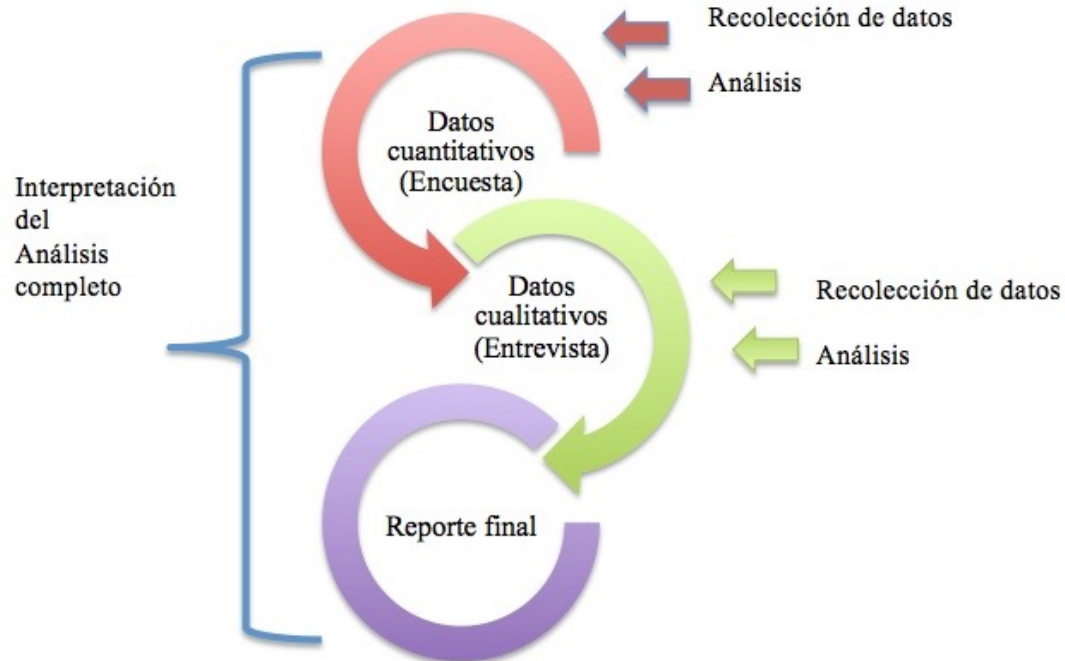 Recolección de datos
Análisis
Datos
cuantitativos
(Encuesta)
Interpretación
del
Análisis
completo
Datos
cualitativos
(Entrevista)
Recolección de datos
Análisis
Reporte final